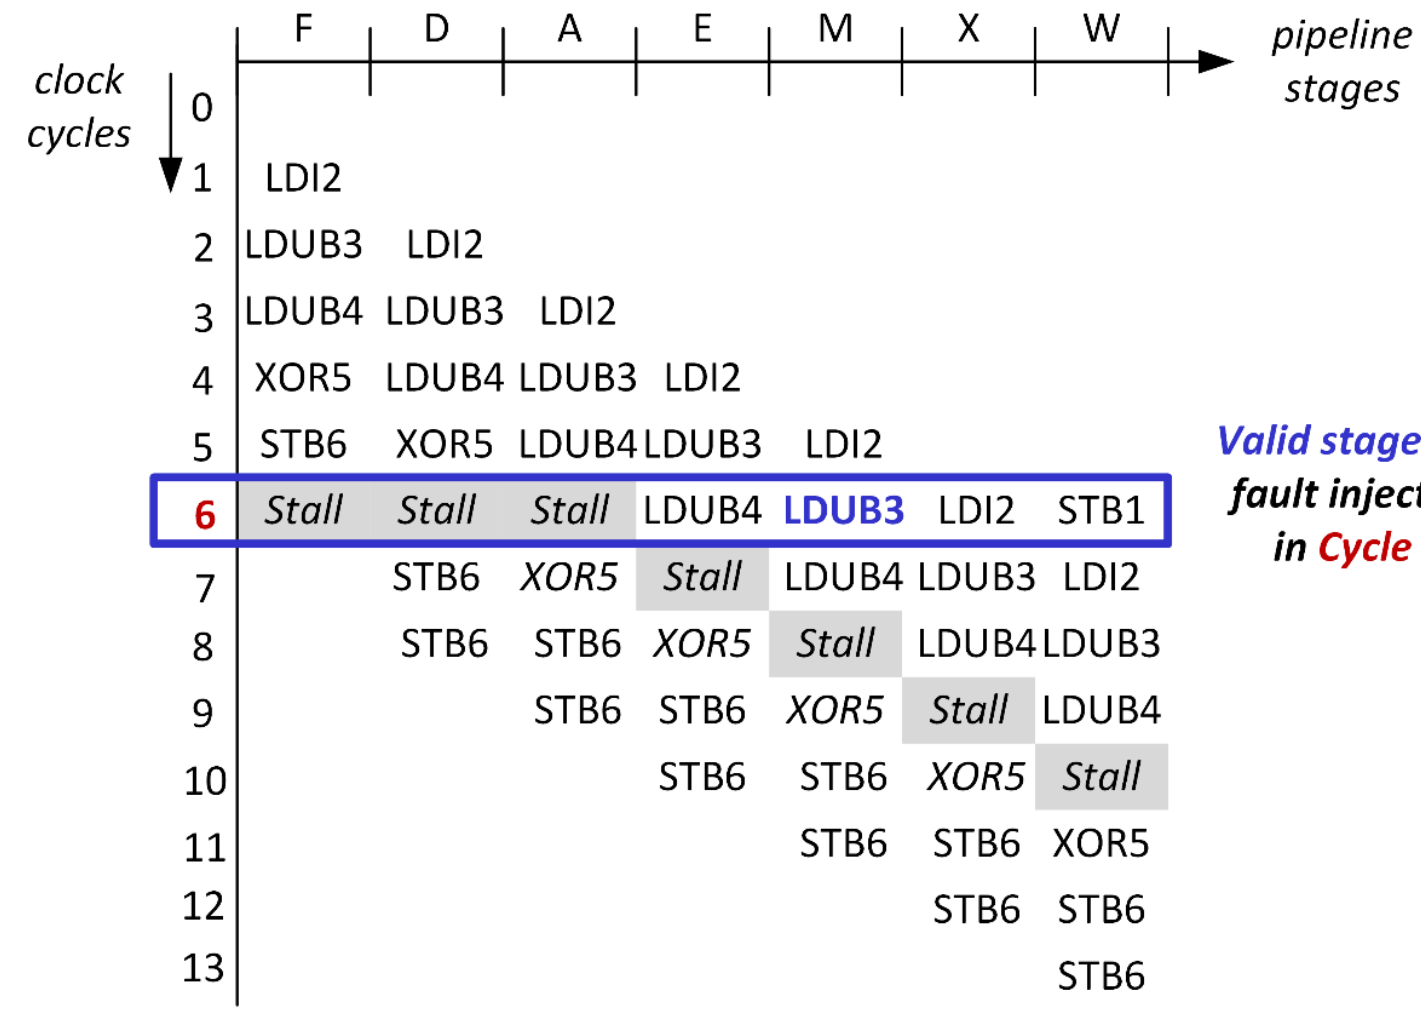 F D A E M X W
pipeline stages
clock cycles
0
1 LDI2
2 LDUB3 LDI2
3 LDUB4 LDUB3 LDI2
4 XOR5 LDUB4 LDUB3 LDI2
5 STB6 XOR5 LDUB4 LDUB3 LDI2
6 Stall Stall Stall LDUB4 LDUB3 LDI2 STB1
7 STB6 XOR5 Stall LDUB4 LDUB3 LDI2
8 STB6 STB6 XOR5 Stall LDUB4 LDUB3
9 STB6 STB6 XOR5 Stall LDUB4
10 STB6 STB6 XOR5 Stall
11 STB6 STB6 XOR5
12 STB6 STB6
13 STB6
Valid stage
fault inject
in Cycle